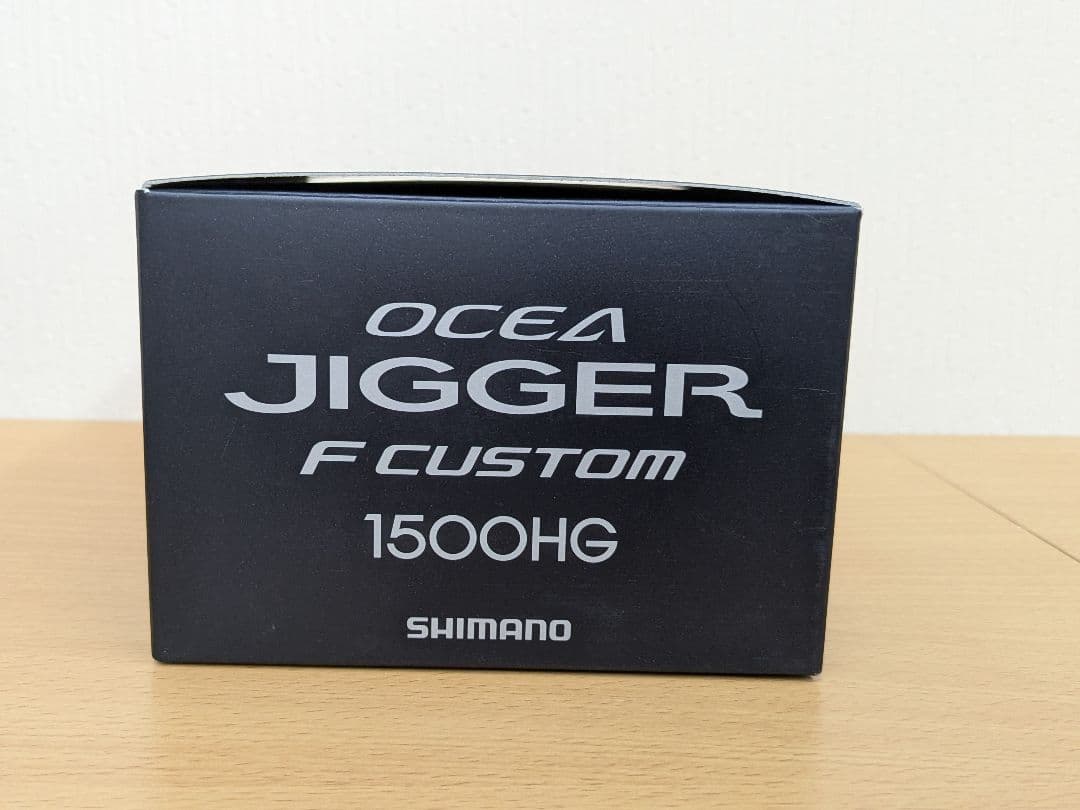 OCEA
JIGGER
F CUSTOM
1500HG
SHIMANO